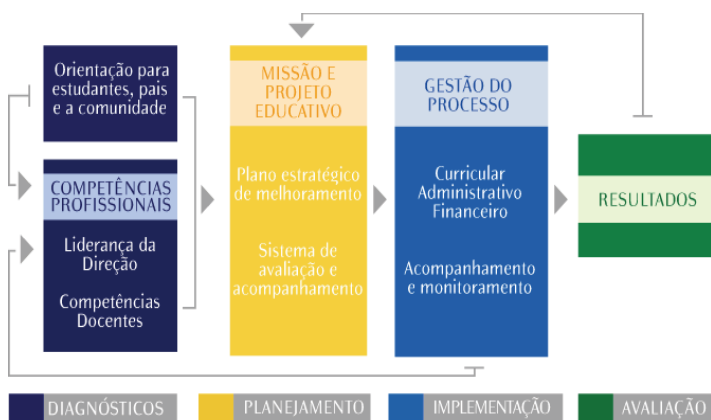 Orientação para
estudantes, pais
e a comunidade
COMPETÊNCIAS
PROFISSIONAIS
Liderança da
Direção
Competências
Docentes
MISSÃO E
PROJETO
EDUCATIVO
Plano estratégico
de melhoramento
Sistema de
avaliação e
acompanhamento
GESTÃO DO
PROCESSO
Curricular
Administrativo
Financeiro
Acompanhamento
e monitoramento
RESULTADOS
DIAGNÓSTICOS
PLANEJAMENTO
IMPLEMENTAÇÃO
AVALIAÇÃO